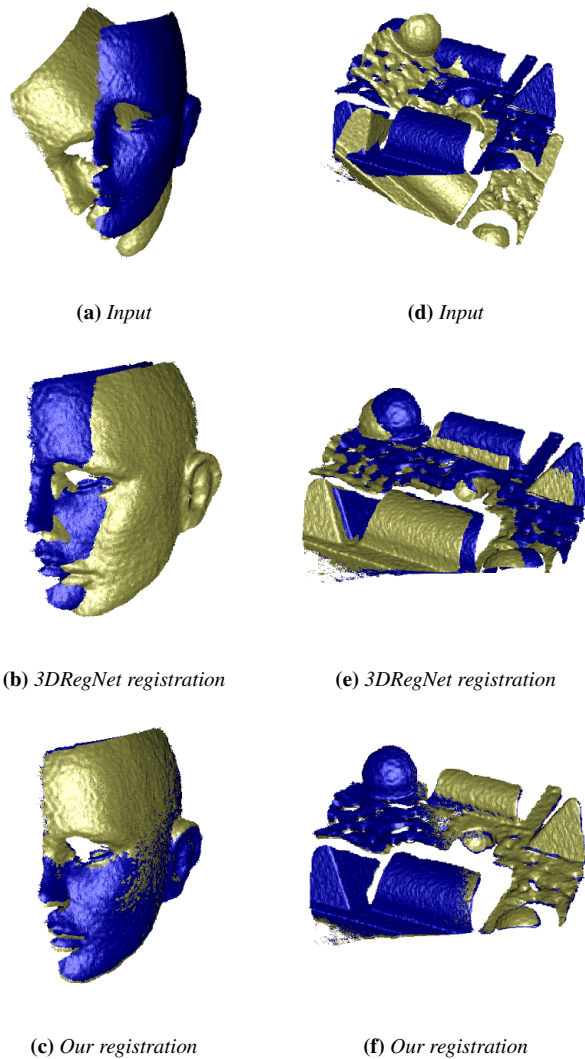 (a) Input
(d) Input
(b) 3DRegNet registration
(e) 3DRegNet registration
(c) Our registration
(f) Our registration